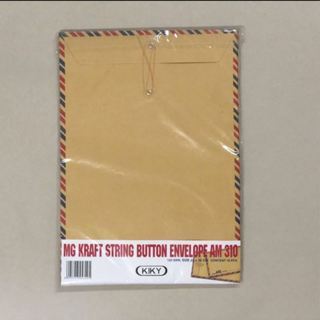 MG KRAFT STRING BUTTON ENVELOPE AM 310
KIKY